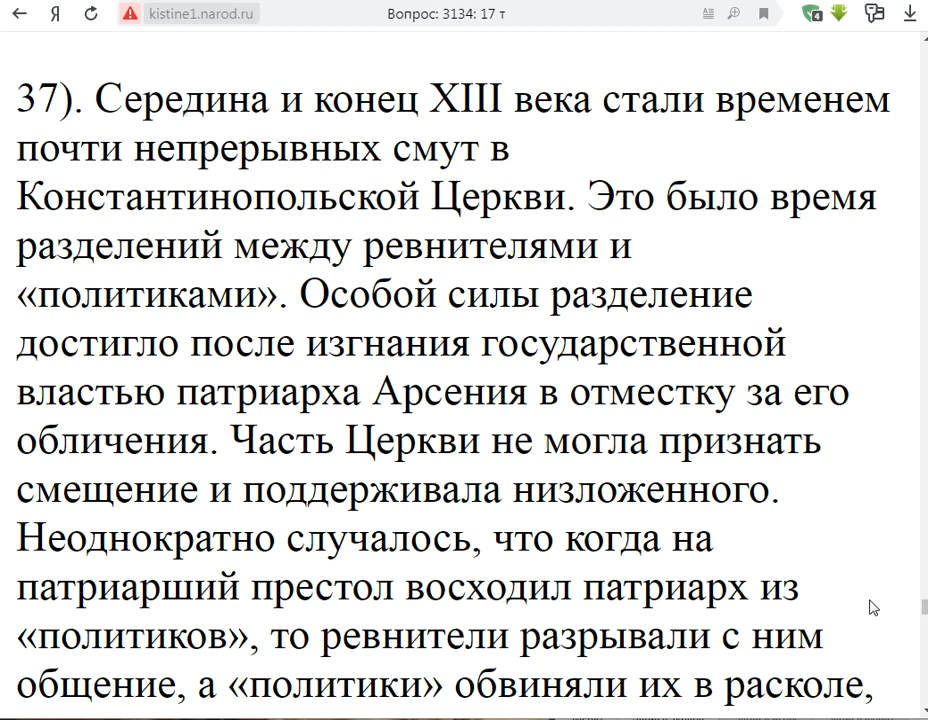 Я
kistine1.narod.ru
Вопрос: 3134: 17 т
4
37). Середина и конец XIII века стали временем
почти непрерывных смут в
Константинопольской Церкви. Это было время
разделений между ревнителями и
«политиками». Особой силы разделение
достигло после изгнания государственной
властью патриарха Арсения в отместку за его
обличения. Часть Церкви не могла признать
смещение и поддерживала низложенного.
Неоднократно случалось, что когда на
патриарший престол восходил патриарх из
«политиков», то ревнители разрывали с ним
общение, а «политики» обвиняли их в расколе,